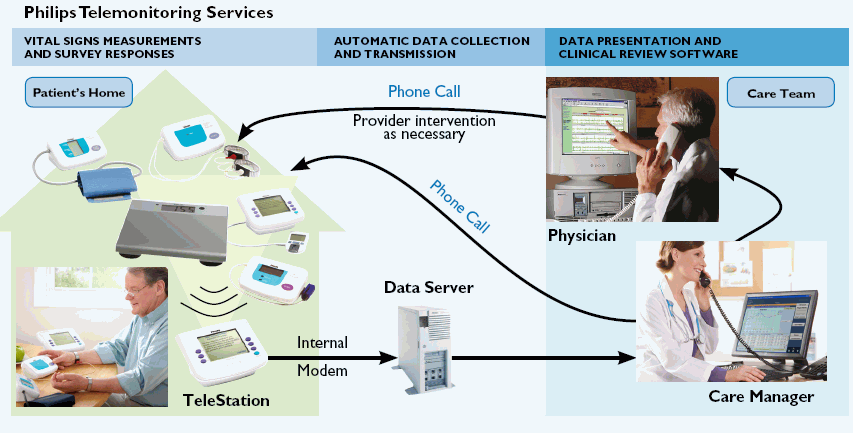 Philips Telemonitoring Services
VITAL SIGNS MEASUREMENTS
AND SURVEY RESPONSES
AUTOMATIC DATA COLLECTION
AND TRANSMISSION
DATA PRESENTATION AND
CLINICAL REVIEW SOFTWARE
Patient's Home
Phone Call
Care Team
Provider intervention
as necessary
155
Phone Call
Physician
Data Server
Internal
Modem
TeleStation
Care Manager